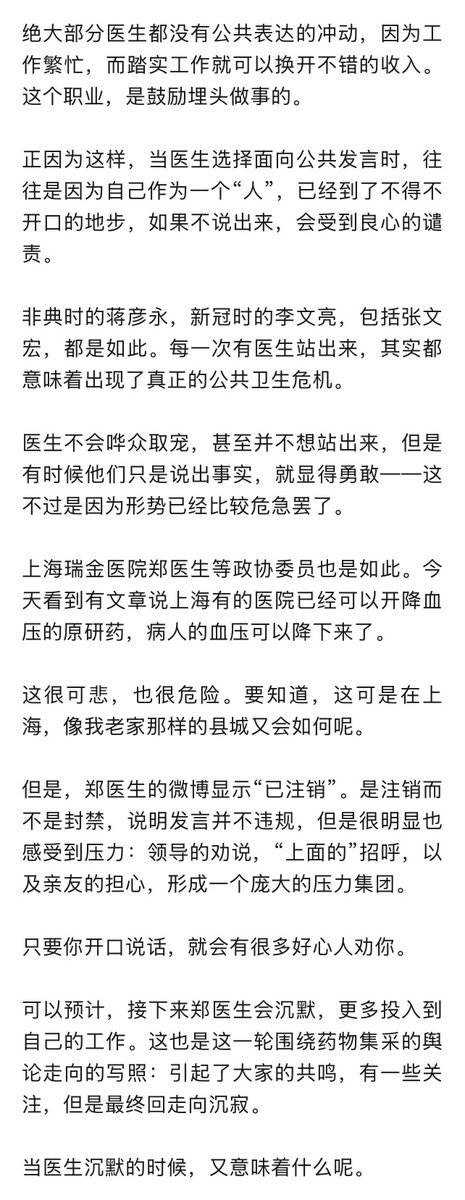 绝大部分医生都没有公共表达的冲动，因为工
作繁忙，而踏实工作就可以换开不错的收入。
这个职业，是鼓励埋头做事的。
正因为这样，当医生选择面向公共发言时，往
往是因为自己作为一个“人”，已经到了不得不
开口的地步，如果不说出来，会受到良心的谴
责。
非典时的蒋彦永，新冠时的李文亮，包括张文
宏，都是如此。每一次有医生站出来，其实都
意味着出现了真正的公共卫生危机。
医生不会哗众取宠，甚至并不想站出来，但是
有时候他们只是说出事实，就显得勇敢——这
不过是因为形势已经比较危急罢了。
上海瑞金医院郑医生等政协委员也是如此。今
天看到有文章说上海有的医院已经可以开降血
压的原研药，病人的血压可以降下来了。
这很可悲，也很危险。要知道，这可是在上
海，像我老家那样的县城又会如何呢。
但是，郑医生的微博显示“已注销”。是注销而
不是封禁，说明发言并不违规，但是很明显也
感受到压力：领导的劝说，“上面的”招呼，以
及亲友的担心，形成一个庞大的压力集团。
只要你开口说话，就会有很多好心人劝你。
可以预计，接下来郑医生会沉默，更多投入到
自己的工作。这也是这一轮围绕药物集采的舆
论走向的写照：引起了大家的共鸣，有一些关
注，但是最终回走向沉寂。
当医生沉默的时候，又意味着什么呢。